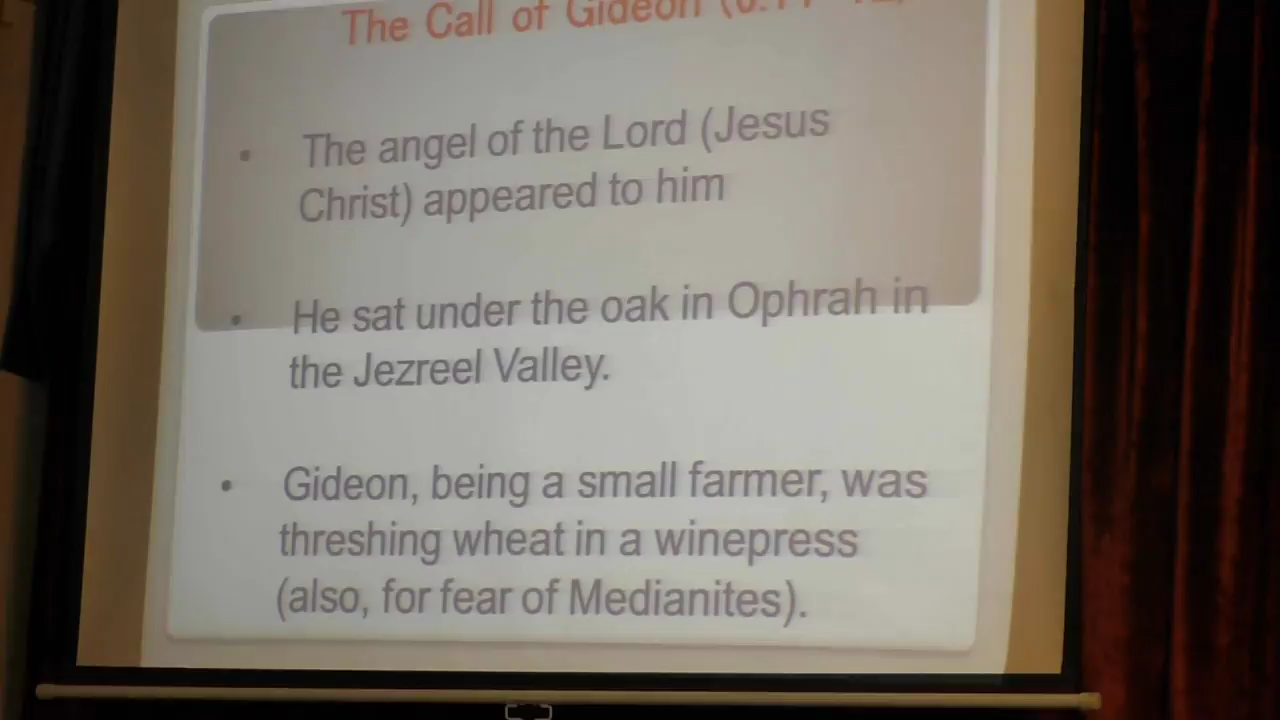 The Call of Gideon
• The angel of the Lord (Jesus
Christ) appeared to him
• He sat under the oak in Ophrah in
the Jezreel Valley.
• Gideon, being a small farmer, was
threshing wheat in a winepress
(also, for fear of Medianites).